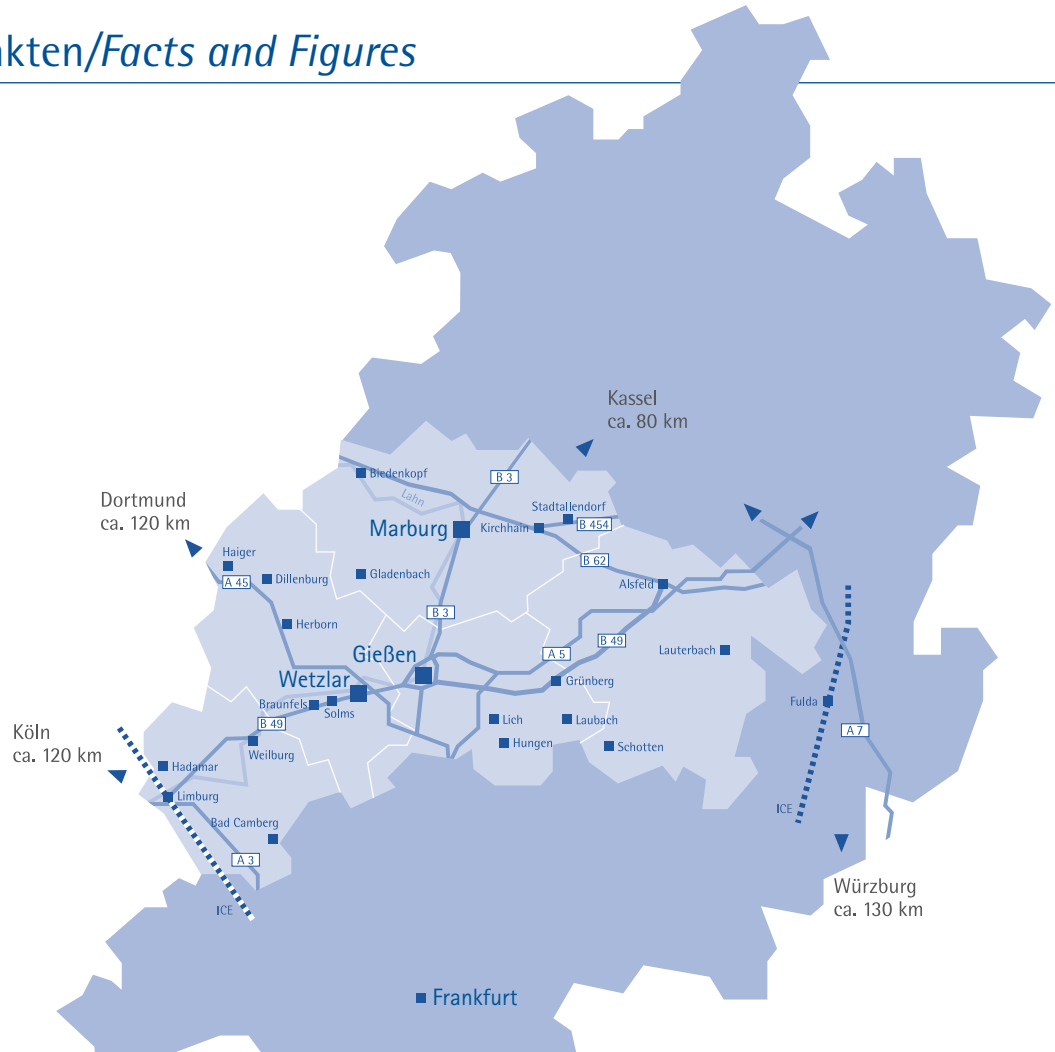 akten/Facts and Figures
Kassel
ca. 80 km
Dortmund
ca. 120 km
Köln
ca. 120 km
Würzburg
ca. 130 km
Biedenkopf
Lahn
B 3
Stadtallendorf
Marburg
Kirchhain
B 454
B 62
Haiger
A 45
Dillenburg
Gladenbach
Alsfeld
Herborn
B 3
B 49
A 5
Gießen
Lauterbach
Wetzlar
Grünberg
Braunfels
Solms
Fulda
B 49
Lich
Laubach
A 7
Weilburg
Hungen
Schotten
Hadamar
Limburg
ICE
Bad Camberg
A 3
ICE
Frankfurt